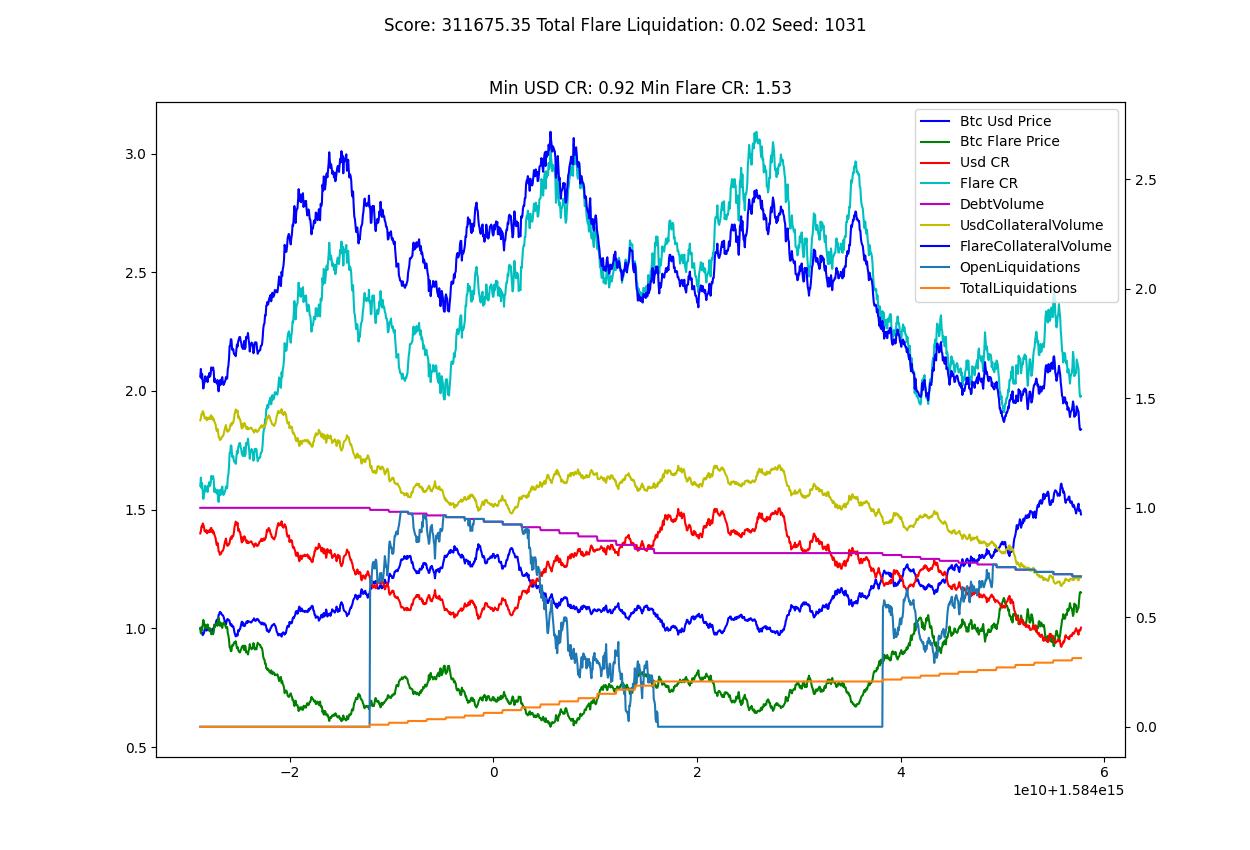 Score: 311675.35 Total Flare Liquidation: 0.02 Seed: 1031
Min USD CR: 0.92 Min Flare CR: 1.53
Btc Usd Price
Btc Flare Price
Usd CR
Flare CR
DebtVolume
UsdCollateralVolume
FlareCollateralVolume
OpenLiquidations
TotalLiquidations
3.0
2.5
2.0
1.5
1.0
0.5
2.5
2.0
1.5
1.0
0.5
0.0
−2
0
2
4
6
1e10+1.584e15